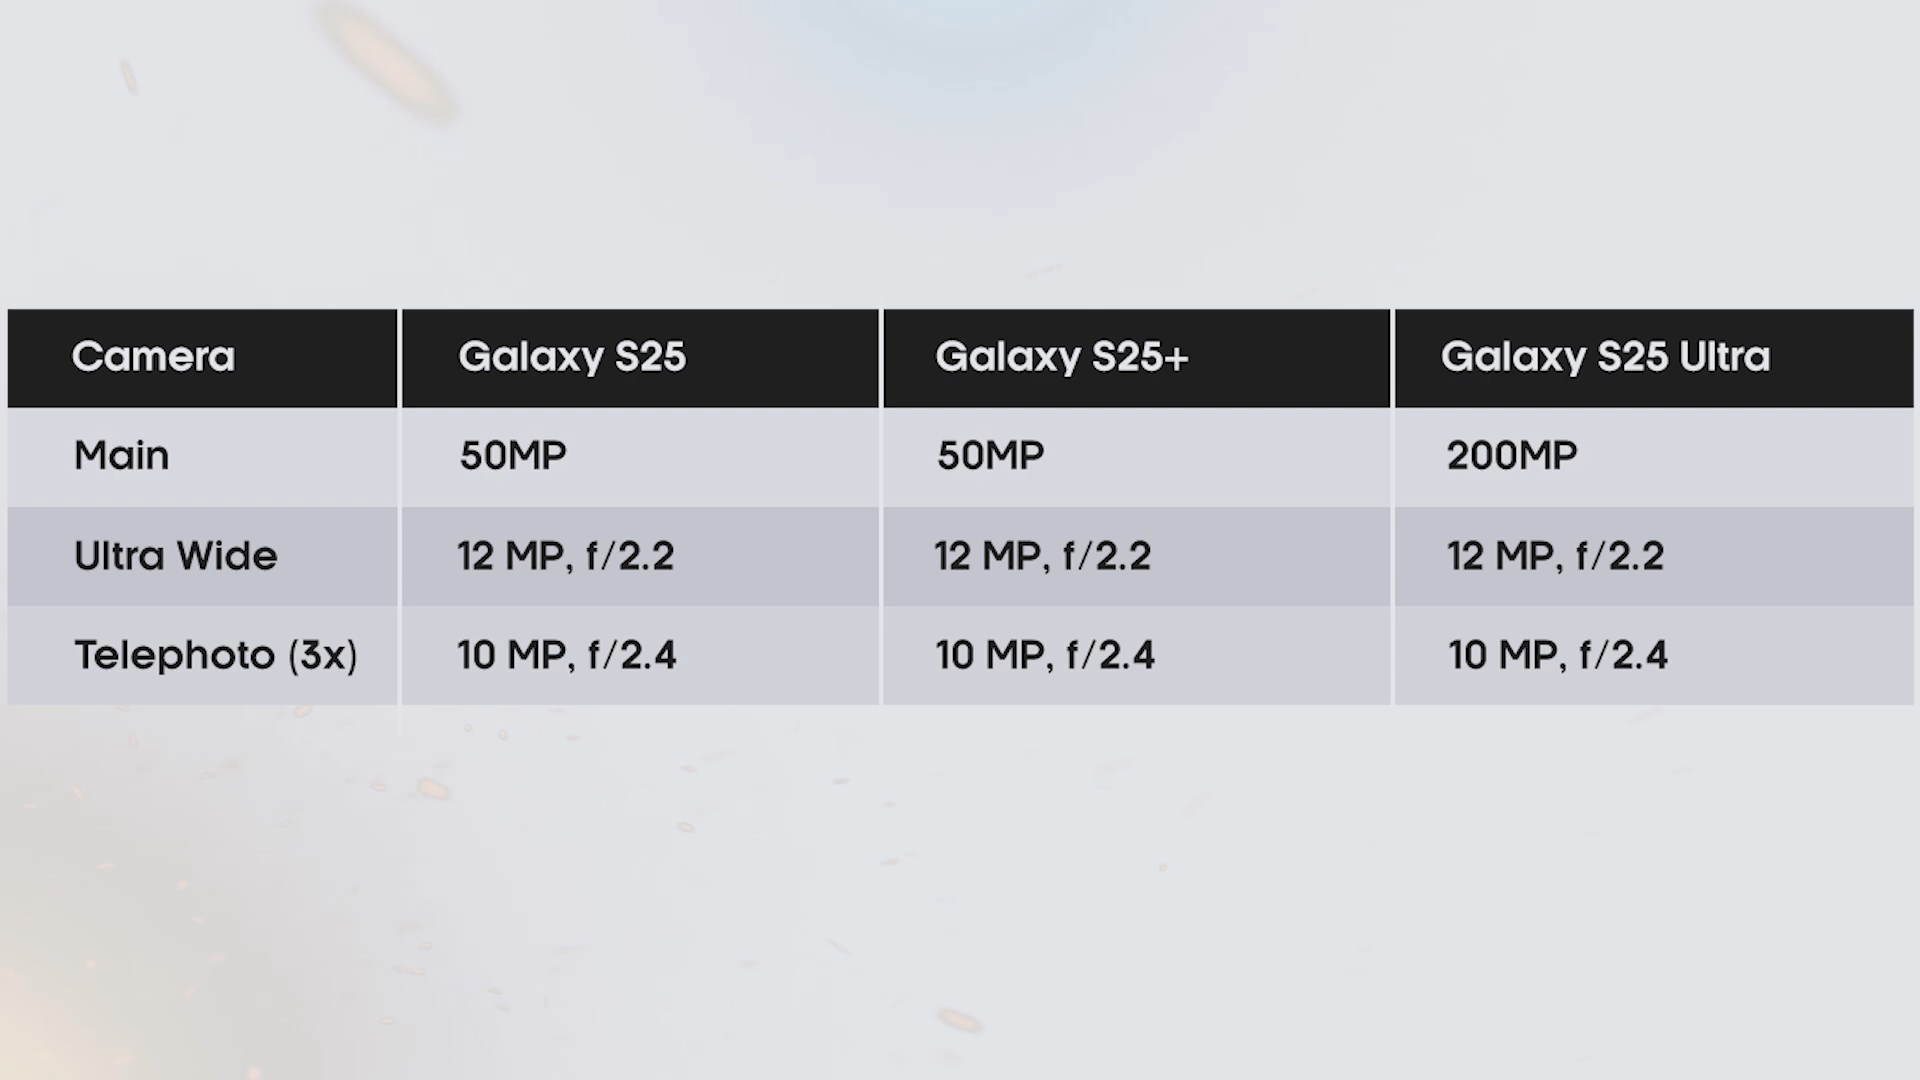 Camera Galaxy S25 Galaxy S25+ Galaxy S25 Ultra
Main 50MP 50MP 200MP
Ultra Wide 12 MP, f/2.2 12 MP, f/2.2 12 MP, f/2.2
Telephoto (3x) 10 MP, f/2.4 10 MP, f/2.4 10 MP, f/2.4